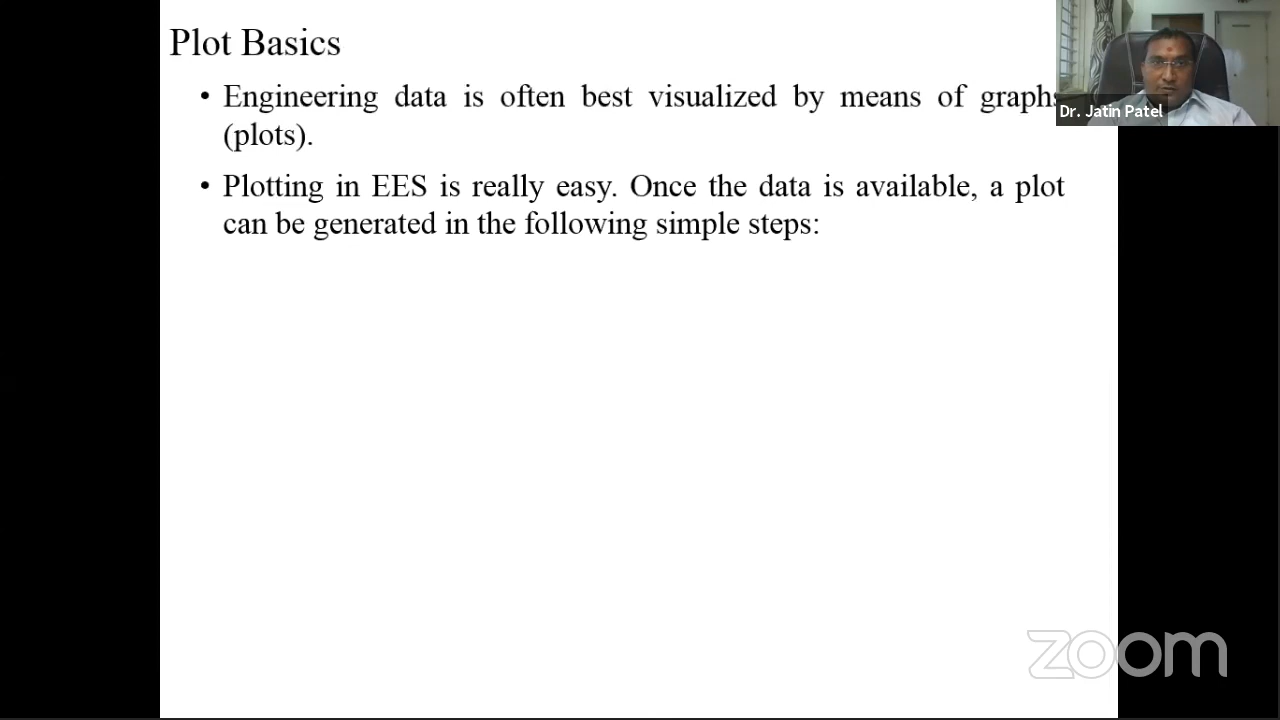 Plot Basics
• Engineering data is often best visualized by means of graphs
(plots).
• Plotting in EES is really easy. Once the data is available, a plot
can be generated in the following simple steps:
Dr. Jatin Patel
zoom